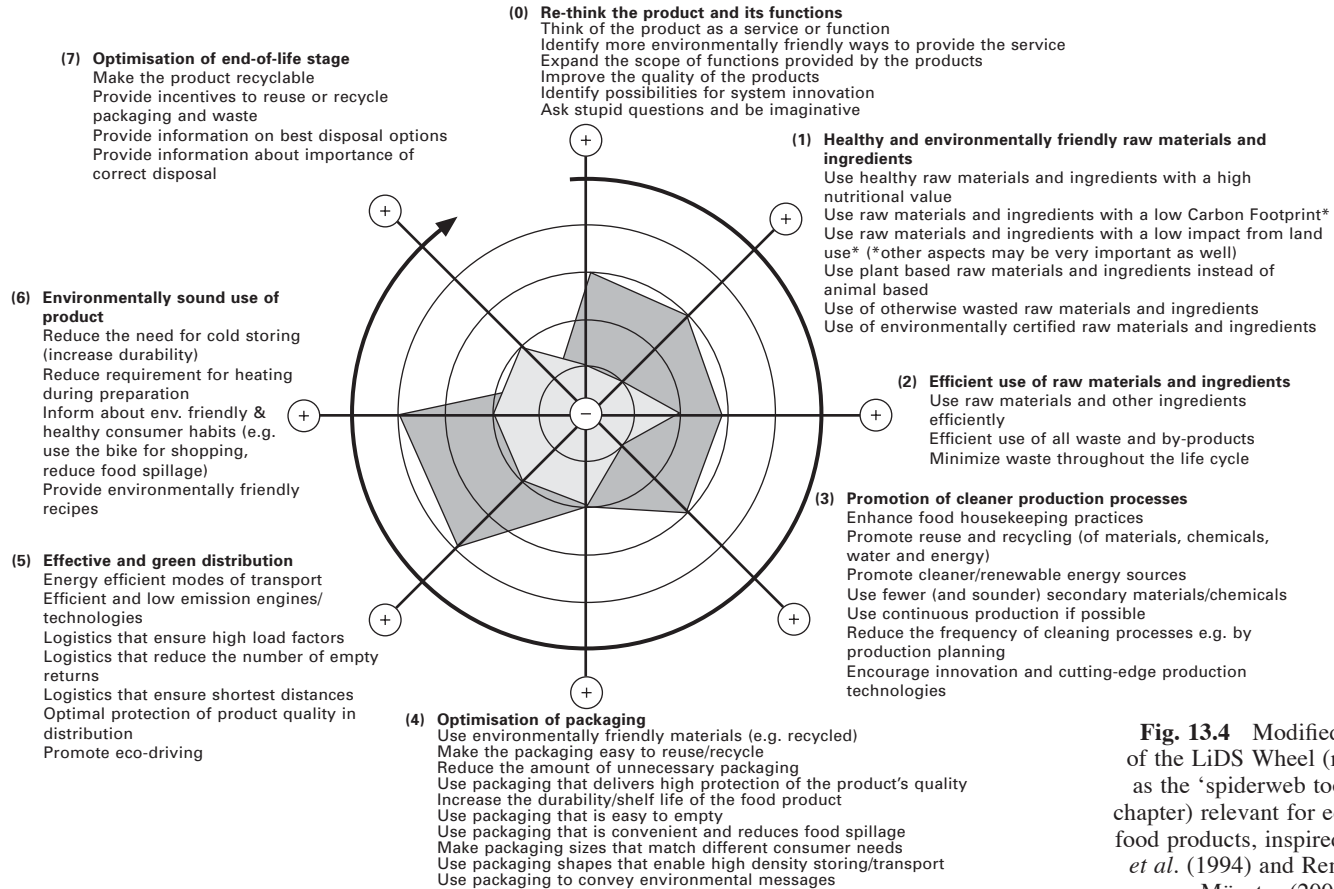 (0) Re-think the product and its functions
Think of the product as a service or function
Identify more environmentally friendly ways to provide the service
Expand the scope of functions provided by the products
Improve the quality of the products
Identify possibilities for system innovation
Ask stupid questions and be imaginative
(1) Healthy and environmentally friendly raw materials and
ingredients
Use healthy raw materials and ingredients with a high
nutritional value
Use raw materials and ingredients with a low Carbon Footprint*
Use raw materials and ingredients with a low impact from land
use* (*other aspects may be very important as well)
Use plant based raw materials and ingredients instead of
animal based
Use of otherwise wasted raw materials and ingredients
Use of environmentally certified raw materials and ingredients
(2) Efficient use of raw materials and ingredients
Use raw materials and other ingredients
efficiently
Efficient use of all waste and by-products
Minimize waste throughout the life cycle
(3) Promotion of cleaner production processes
Enhance food housekeeping practices
Promote reuse and recycling (of materials, chemicals,
water and energy)
Promote cleaner/renewable energy sources
Use fewer (and sounder) secondary materials/chemicals
Use continuous production if possible
Reduce the frequency of cleaning processes e.g. by
production planning
Encourage innovation and cutting-edge production
technologies
(4) Optimisation of packaging
Use environmentally friendly materials (e.g. recycled)
Make the packaging easy to reuse/recycle
Reduce the amount of unnecessary packaging
Use packaging that delivers high protection of the product's quality
Increase the durability/shelf life of the food product
Use packaging that is easy to empty
Use packaging that is convenient and reduces food spillage
Make packaging sizes that match different consumer needs
Use packaging shapes that enable high density storing/transport
Use packaging to convey environmental messages
(5) Effective and green distribution
Energy efficient modes of transport
Efficient and low emission engines/
technologies
Logistics that ensure high load factors
Logistics that reduce the number of empty
returns
Logistics that ensure shortest distances
Optimal protection of product quality in
distribution
Promote eco-driving
(6) Environmentally sound use of
product
Reduce the need for cold storing
(increase durability)
Reduce requirement for heating
during preparation
Inform about env. friendly &
healthy consumer habits (e.g.
use the bike for shopping,
reduce food spillage)
Provide environmentally friendly
recipes
(7) Optimisation of end-of-life stage
Make the product recyclable
Provide incentives to reuse or recycle
packaging and waste
Provide information on best disposal options
Provide information about importance of
correct disposal
+
+
+
+
+
+
+
+
−
Fig. 13.4 Modified
of the LiDS Wheel
as the 'spiderweb
chapter) relevant for
food products, inspired
et al. (1994) and